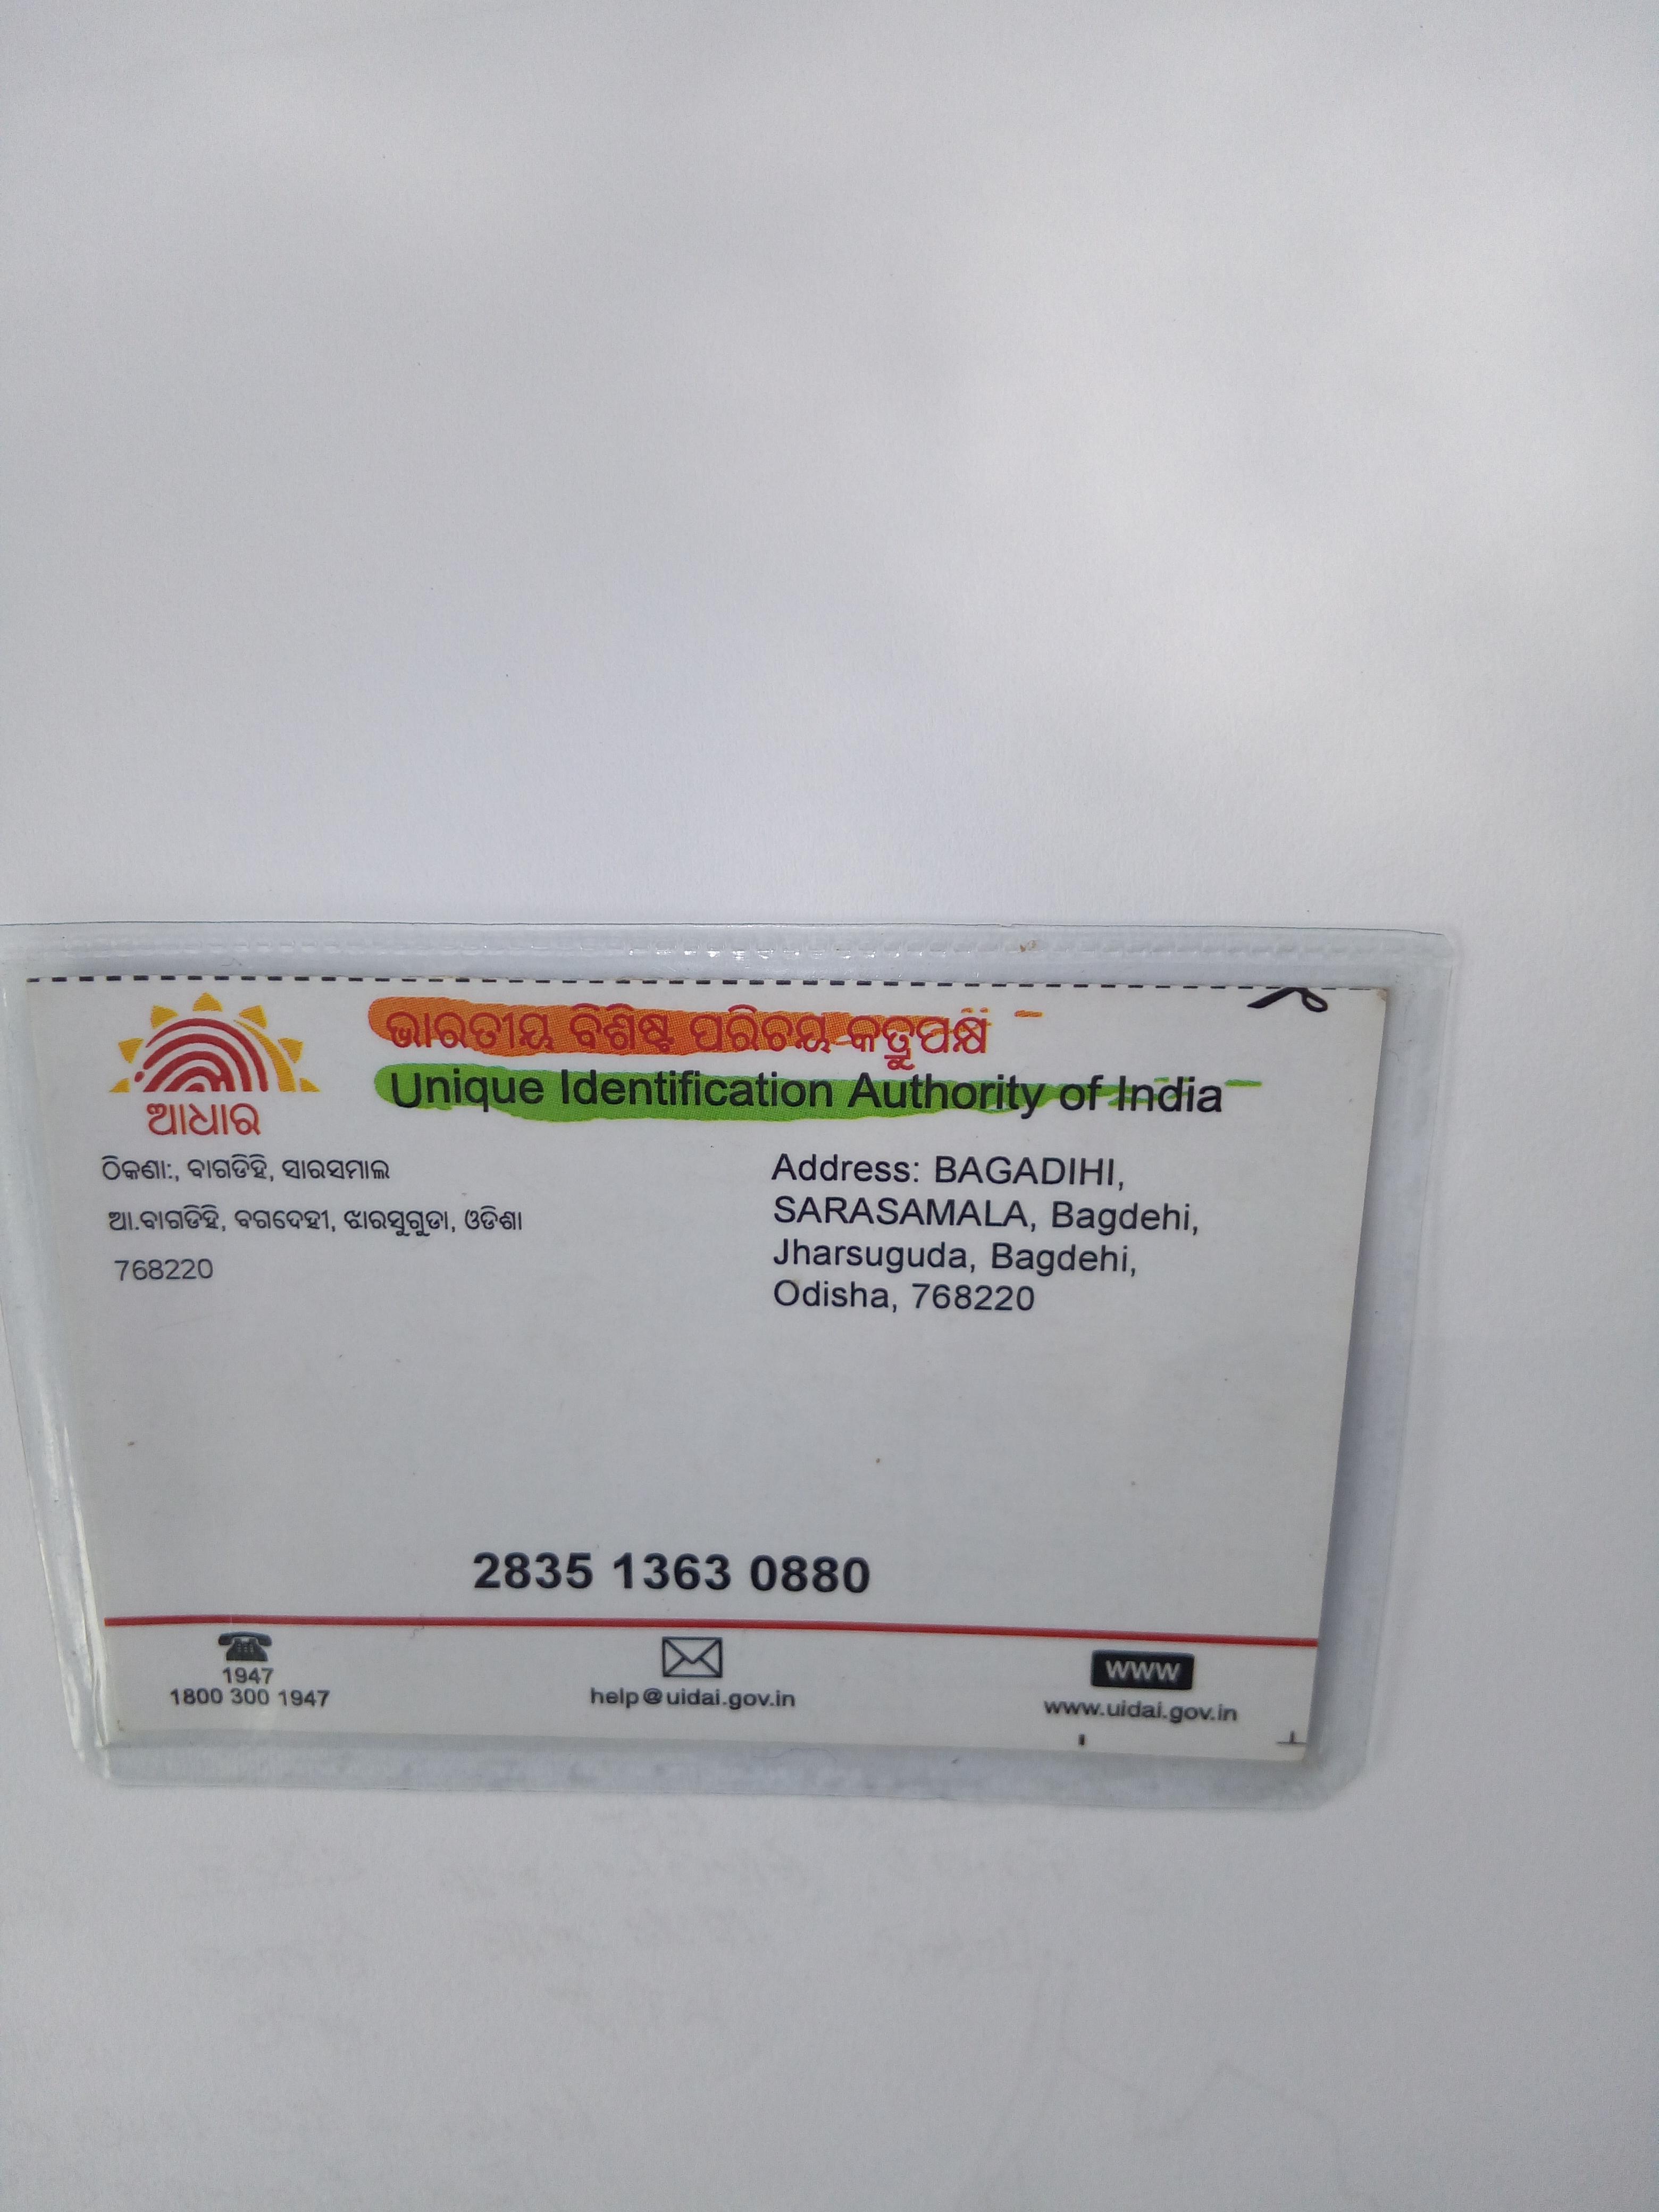 ଭାରତୀୟ ବିଶିଷ୍ଟ ପରିଚୟ କତ୍ରୁପକ୍ଷ
Unique Identification Authority of India
ଆଧାର
ଠିକଣା:, ବାଗଡିହି, ସାରସମାଲ
ଆ.ବାଗଡିହି, ବଗଦେହୀ, ଝାରସୁଗୁଡା, ଓଡିଶା
768220
Address: BAGADIHI,
SARASAMALA, Bagdehi,
Jharsuguda, Bagdehi,
Odisha, 768220
2835 1363 0880
1947
1800 300 1947
help@uidai.gov.in
WWW
www.uidai.gov.in